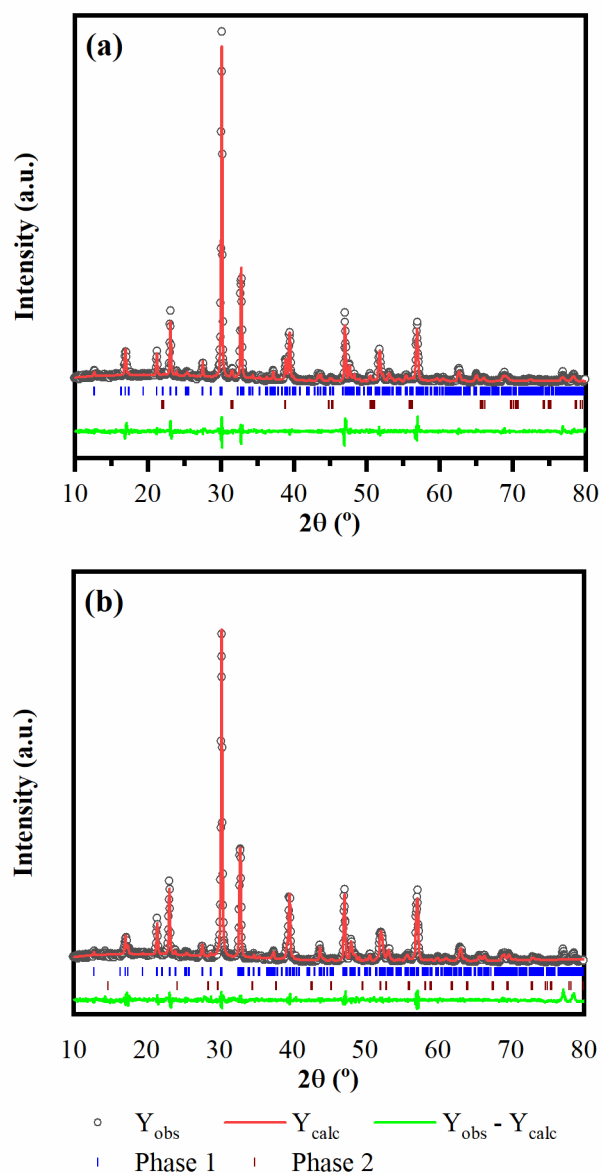 (a)
Intensity (a.u.)
10 20 30 40 50 60 70 80
2θ (º)
(b)
Intensity (a.u.)
10 20 30 40 50 60 70 80
2θ (º)
Yobs Ycalc Yobs - Ycalc
Phase 1 Phase 2